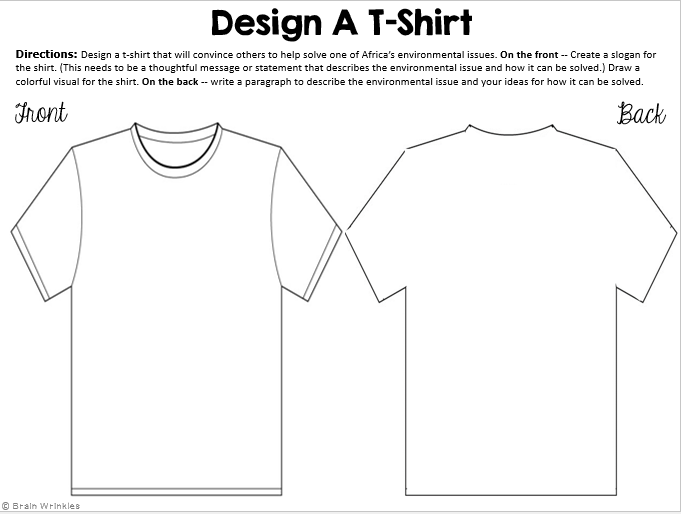 Design A T-Shirt
Directions: Design a t-shirt that will convince others to help solve one of Africa's environmental issues. On the front -- Create a slogan for
the shirt. (This needs to be a thoughtful message or statement that describes the environmental issue and how it can be solved.) Draw a
colorful visual for the shirt. On the back -- write a paragraph to describe the environmental issue and your ideas for how it can be solved.
Front
Back
© Brain Wrinkles